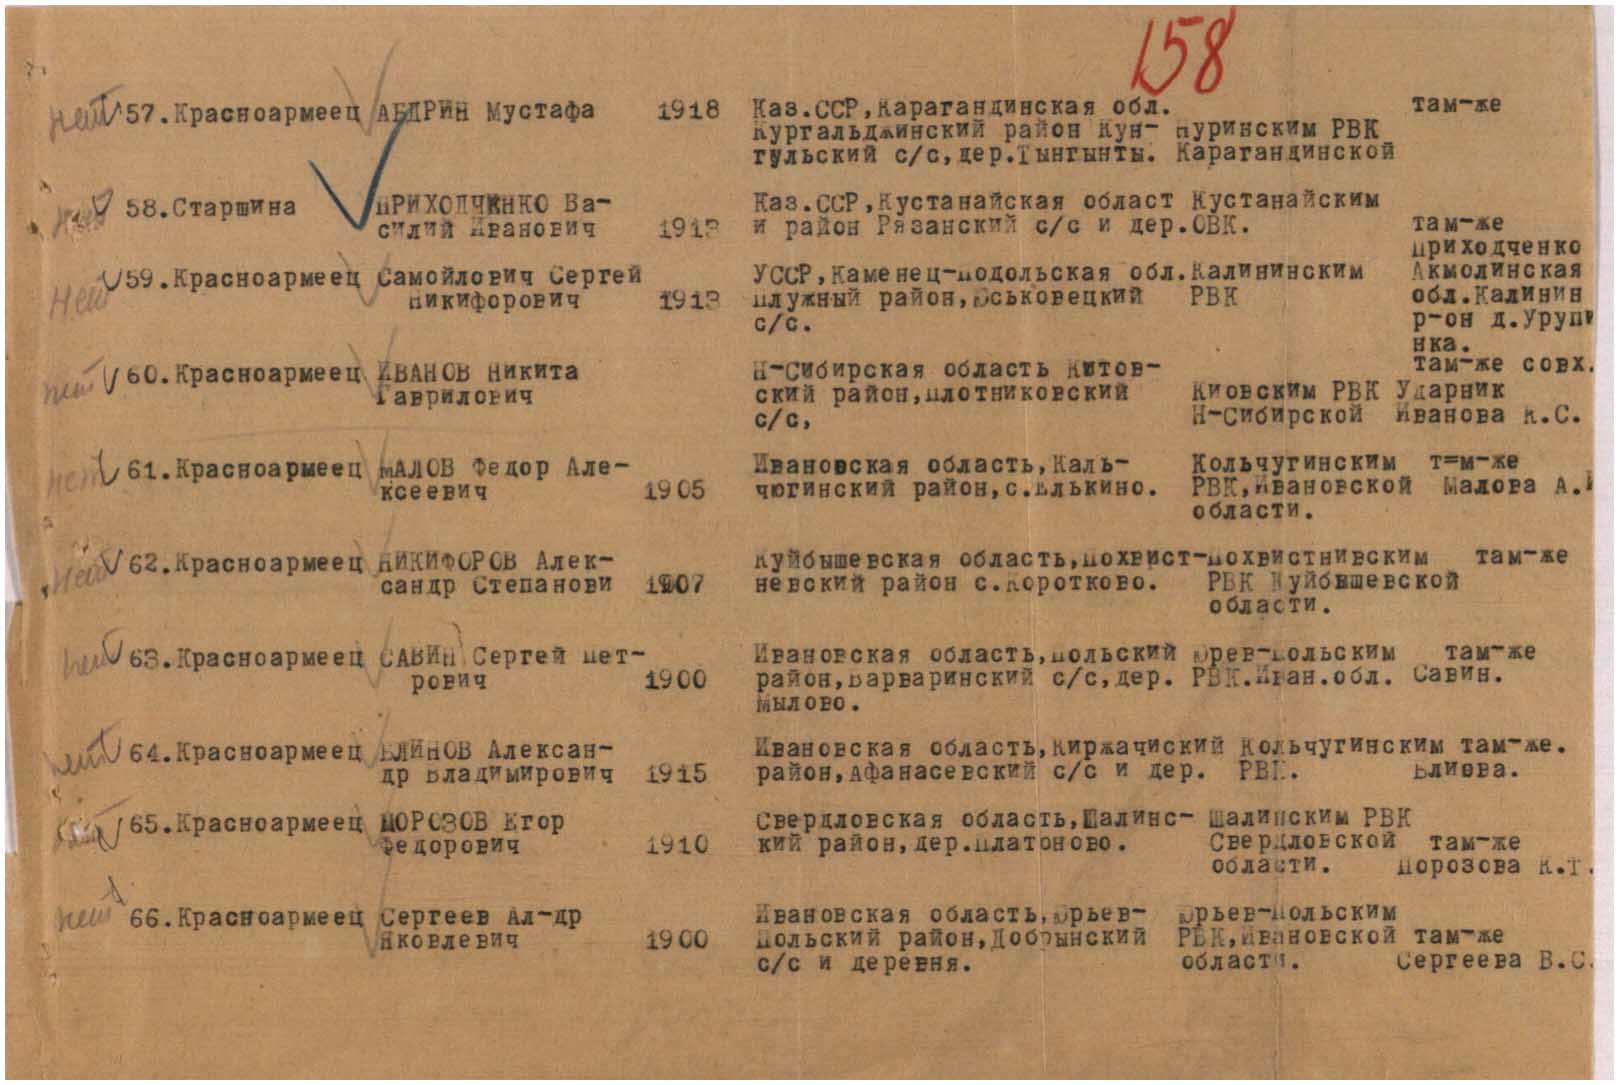 158
нет 57.Красноармеец АБДРИН Мустафа 1918 Каз.ССР,Карагандинская обл. там-же
Кургальджинский район Кун- Нуринским РВК
гульский с/с,дер.Тынгынты. Карагандинской
нет 58.Старшина ПРИХОДЧЕНКО Ва- Каз.ССР,Кустанайская област Кустанайским
силий Иванович 1913 и район Рязанский с/с и дер.ОВК. там-же
Приходченко
нет 59.Красноармеец Самойлович Сергей УССР,Каменец-Подольская обл.Калининским Акмолинская
Никифорович 1913 Плужный район,Юськовецкий РВК обл.Калинин
с/с. р-он д.Урупи
нка.
нет 60.Красноармеец ИВАНОВ Никита Н-Сибирская область Китов- там-же совх.
Гаврилович ский район,Плотниковский Киовским РВК Ударник
с/с, Н-Сибирской Иванова К.С.
нет 61.Красноармеец МАЛОВ Федор Але- Ивановская область,Каль- Кольчугинским т=м-же
ксеевич 1905 чюгинский район,с.Елькино. РВК,Ивановской Малова А.
области.
нет 62.Красноармеец НИКИФОРОВ Алек- Куйбышевская область,Похвист-Похвистнивским там-же
сандр Степанови 1907 невский район с.Коротково. РВК Куйбышевской
области.
нет 63.Красноармеец САВИН Сергей Пет- Ивановская область,Польский Юрев-Польским там-же
рович 1900 район,Варваринский с/с,дер. РВК.Иван.обл. Савин.
Мылово.
нет 64.Красноармеец БЛИНОВ Алексан- Ивановская область,Киржачиский Кольчугинским там-же.
др Владимирович 1915 район,Афанасевский с/с и дер. РВК. Блиова.
нет 65.Красноармеец МОРОЗОВ Егор Свердловская область,Шалинс- Шалинским РВК
Федорович 1910 кий район,дер.Платоново. Свердловской там-же
области. Морозова К.Т.
нет 66.Красноармеец Сергеев Ал-др Ивановская область,Юрьев- Юрьев-Польским
Яковлевич 1900 Польский район,Добрынский РВК,Ивановской там-же
с/с и деревня. области. Сергеева В.С.